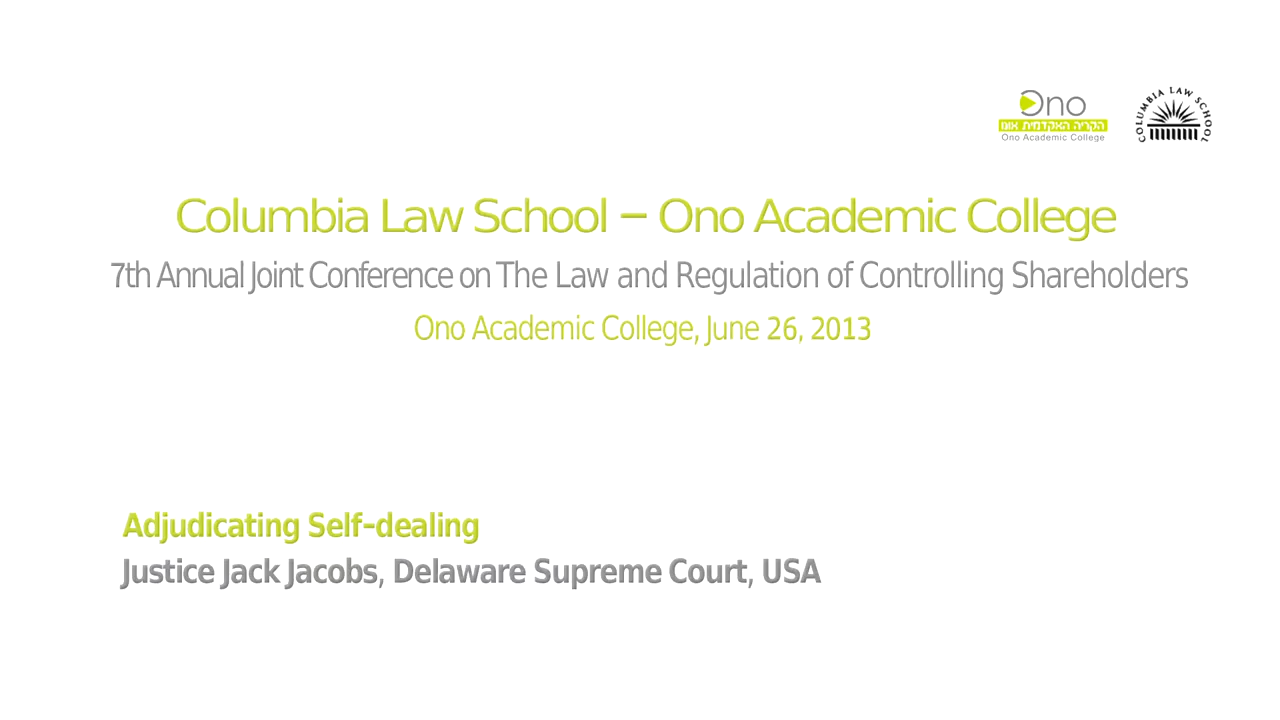 Ono
הקריה האקדמית אונו
Ono Academic College
COLUMBIA LAW SCHOOL
Columbia Law School – Ono Academic College
7th Annual Joint Conference on The Law and Regulation of Controlling Shareholders
Ono Academic College, June 26, 2013
Adjudicating Self-dealing
Justice Jack Jacobs, Delaware Supreme Court, USA